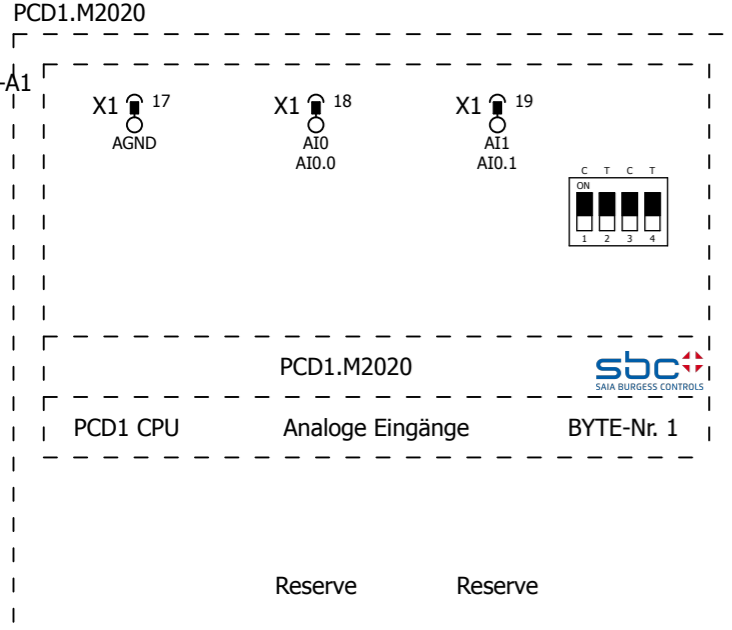 PCD1.M2020
-A1
X1 17
AGND
X1 18
AI0
AI0.0
X1 19
AI1
AI0.1
C T C T
ON
1 2 3 4
PCD1.M2020
sbc
SAIA BURGESS CONTROLS
PCD1 CPU
Analoge Eingänge
BYTE-Nr. 1
Reserve
Reserve